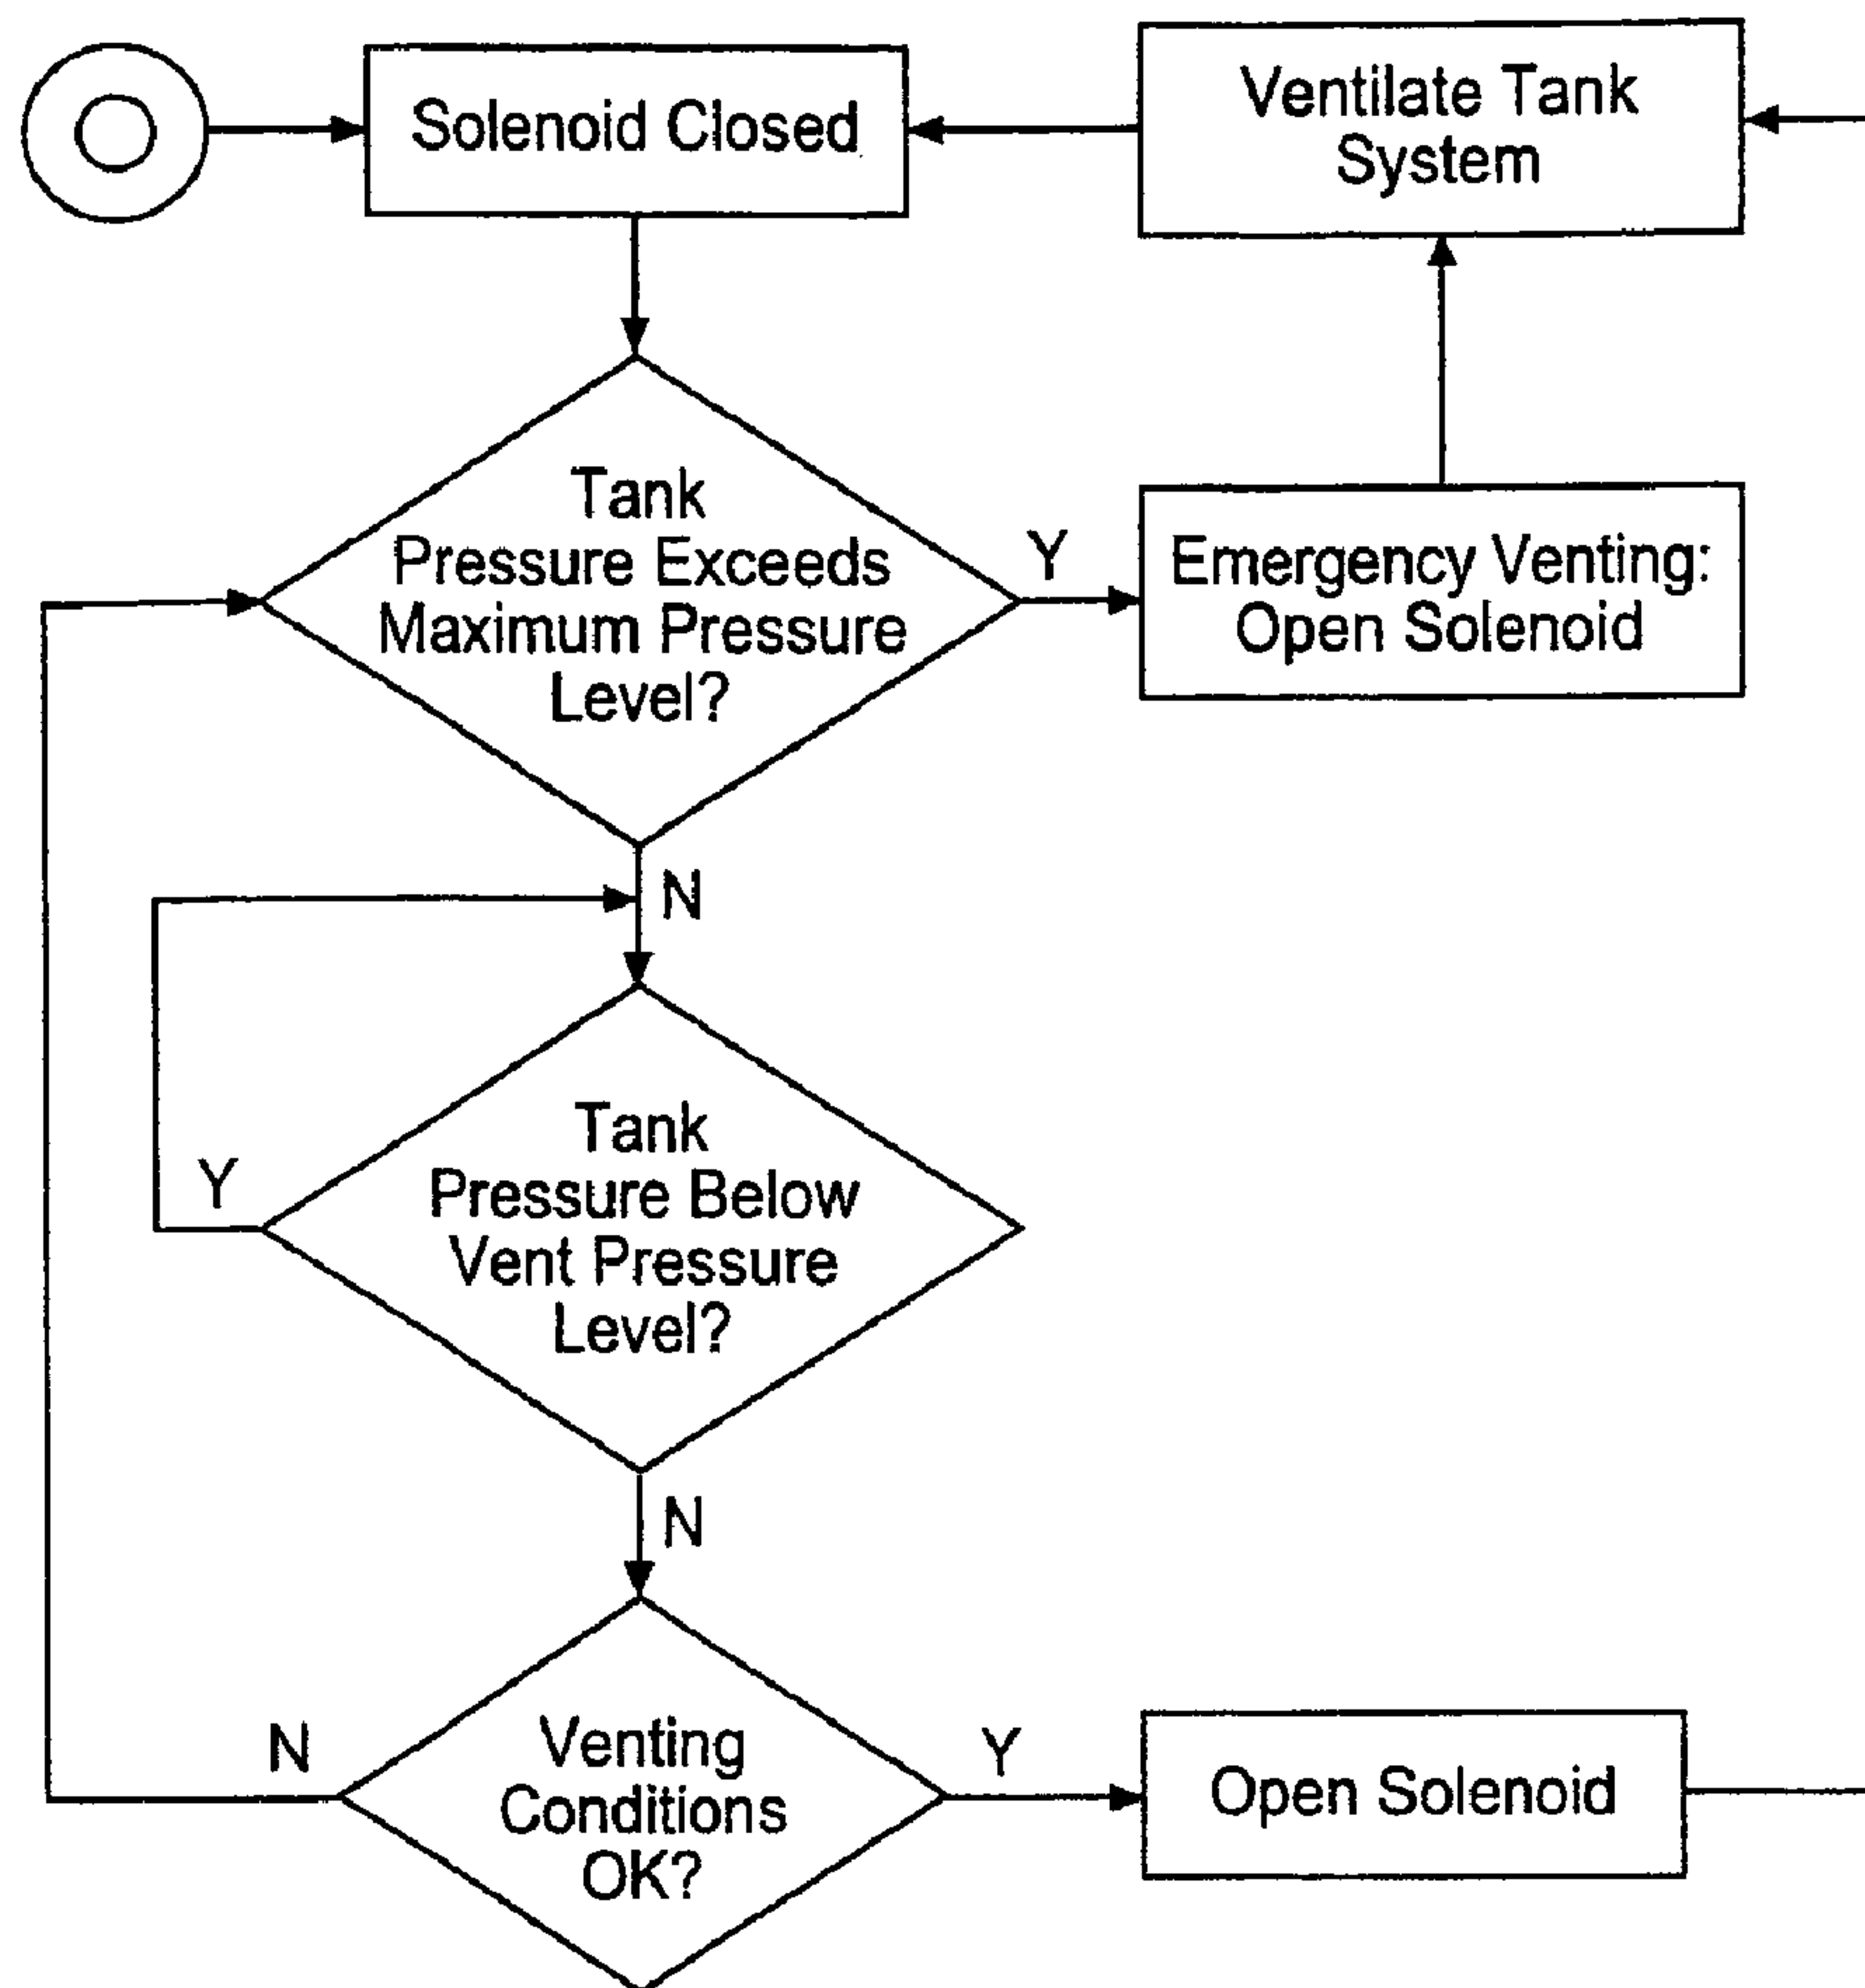 Solenoid Closed
Ventilate Tank
System
Tank
Pressure Exceeds
Maximum Pressure
Level?
Y
Emergency Venting:
Open Solenoid
N
Tank
Pressure Below
Vent Pressure
Level?
Y
N
Venting
Conditions
OK?
N
Y
Open Solenoid